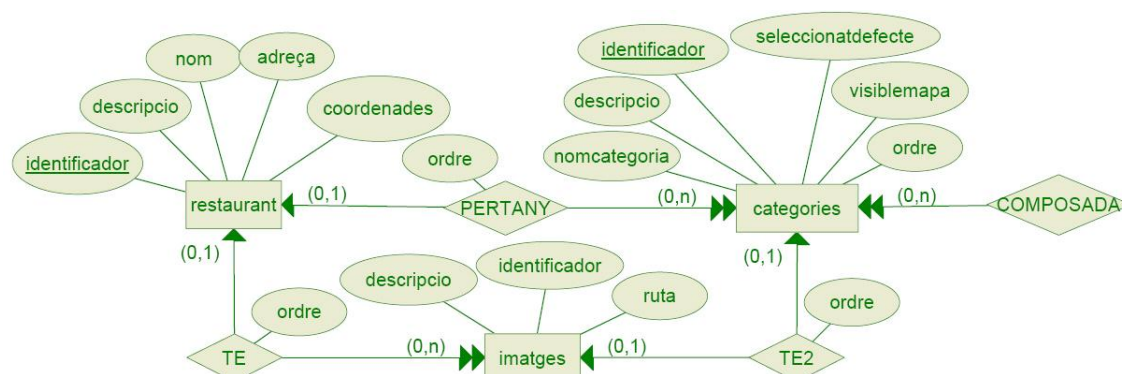 seleccionatdefecte
identificador
nom
adreça
visiblemapa
descripcio
descripcio
coordenades
ordre
nomcategoria
ordre
identificador
(0,1)
(0,n)
(0,n)
restaurant
PERTANY
categories
COMPOSADA
(0,1)
(0,1)
identificador
descripcio
ruta
ordre
ordre
(0,n)
(0,1)
TE
imatges
TE2